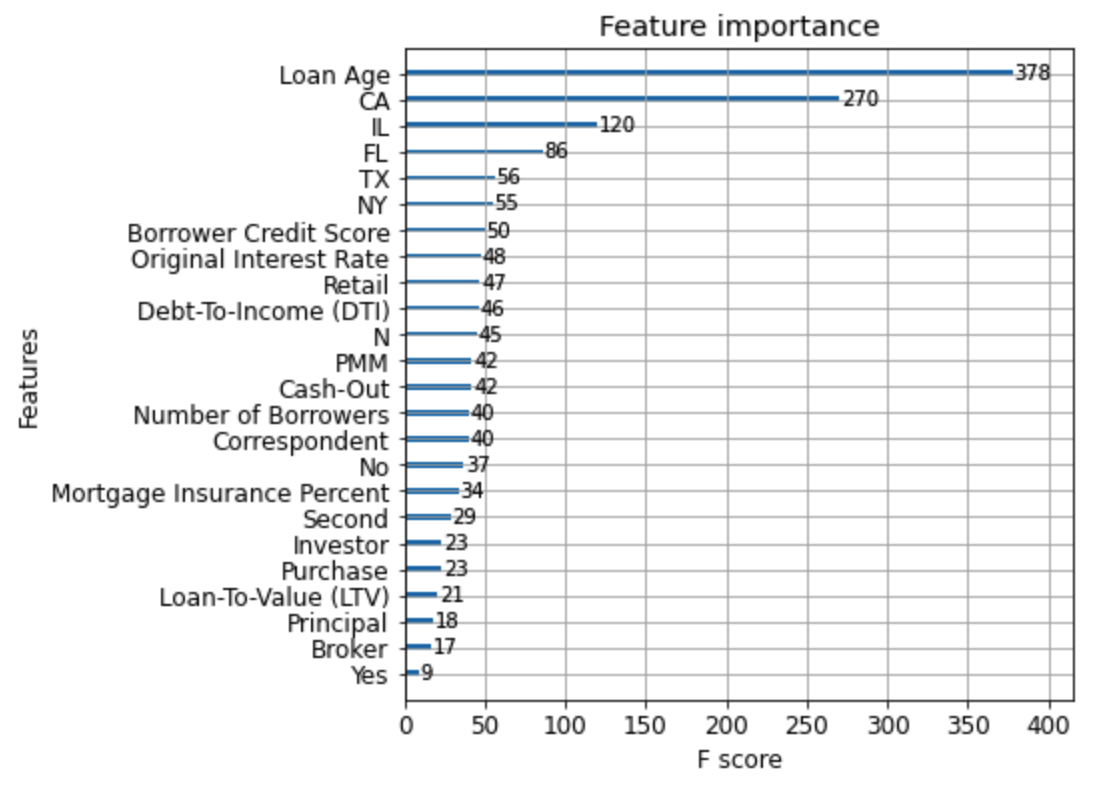 Feature importance
Loan Age 378
CA 270
IL 120
FL 86
TX 56
NY 55
Borrower Credit Score 50
Original Interest Rate 48
Retail 47
Debt-To-Income (DTI) 46
N 45
PMM 42
Cash-Out 42
Number of Borrowers 40
Correspondent 40
No 37
Mortgage Insurance Percent 34
Second 29
Investor 23
Purchase 23
Loan-To-Value (LTV) 21
Principal 18
Broker 17
Yes 9
Features
0 50 100 150 200 250 300 350 400
F score